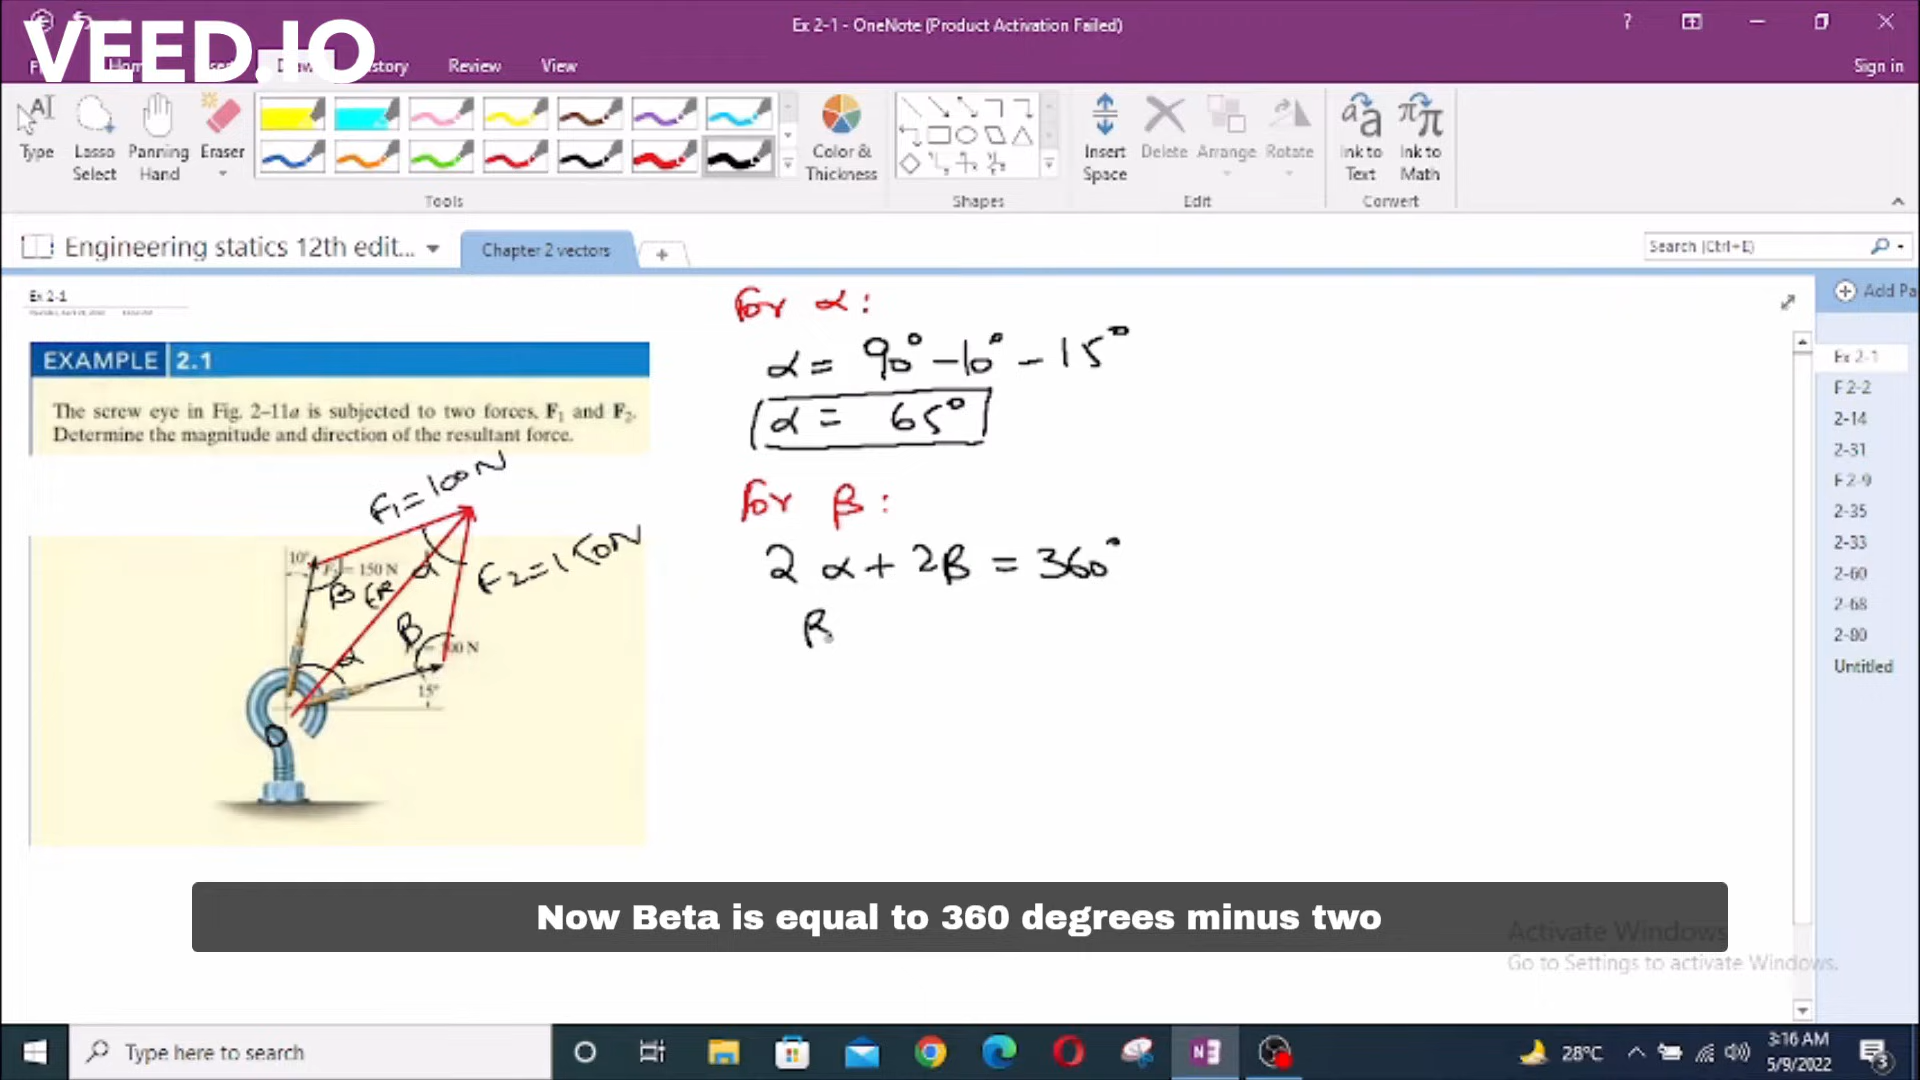 Ex 2-1 - OneNote (Product Activation Failed)
VEED.IO
History Review View
Sign in
Type
Lasso Select
Panning Hand
Eraser
Color & Thickness
Insert Space
Delete
Arrange
Rotate
Ink to Text
Ink to Math
Tools
Shapes
Edit
Convert
Engineering statics 12th edit...
Chapter 2 vectors
Search (Ctrl+E)
Ex 2-1
Add Pa
EXAMPLE 2.1
The screw eye in Fig. 2–11a is subjected to two forces, F₁ and F₂.
Determine the magnitude and direction of the resultant force.
F₁=100N
F₂=150N
10°
= 150 N
β FR α
β
α
00 N
15°
O
For α:
α = 90° - 10° - 15°
α = 65°
For β:
2 α + 2β = 360°
β
Ex 2-1
F 2-2
2-14
2-31
F 2-9
2-35
2-33
2-60
2-68
2-80
Untitled
Now Beta is equal to 360 degrees minus two
Activate Windows
Go to Settings to activate Windows.
Type here to search
28°C
3:16 AM
5/9/2022
3